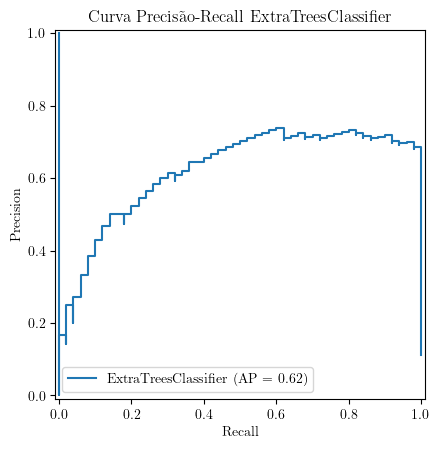 Curva Precisão-Recall ExtraTreesClassifier
1.0
0.8
0.6
0.4
0.2
0.0
Precision
ExtraTreesClassifier (AP = 0.62)
0.0 0.2 0.4 0.6 0.8 1.0
Recall